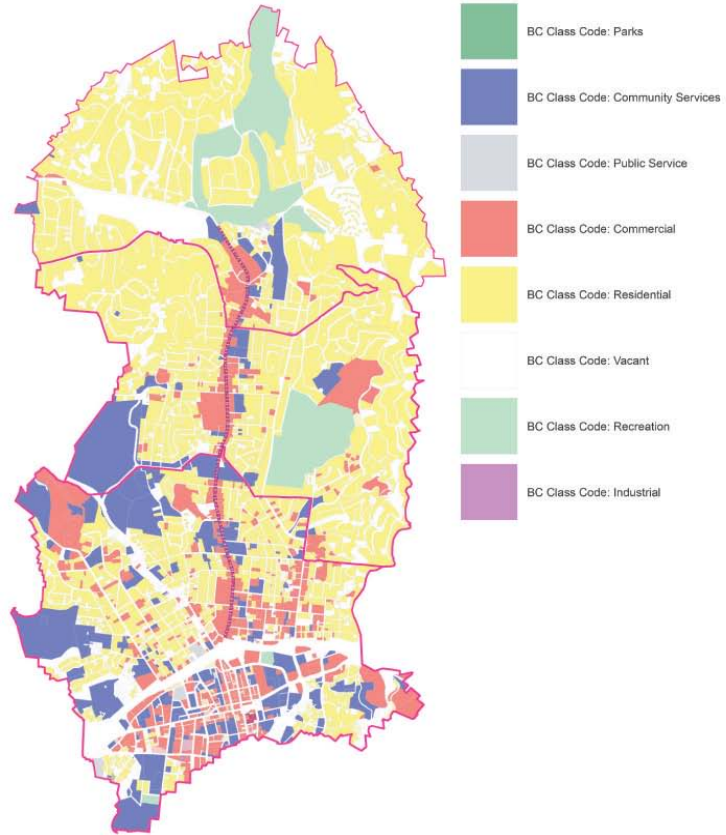 BC Class Code: Parks
BC Class Code: Community Services
BC Class Code: Public Service
BC Class Code: Commercial
BC Class Code: Residential
BC Class Code: Vacant
BC Class Code: Recreation
BC Class Code: Industrial